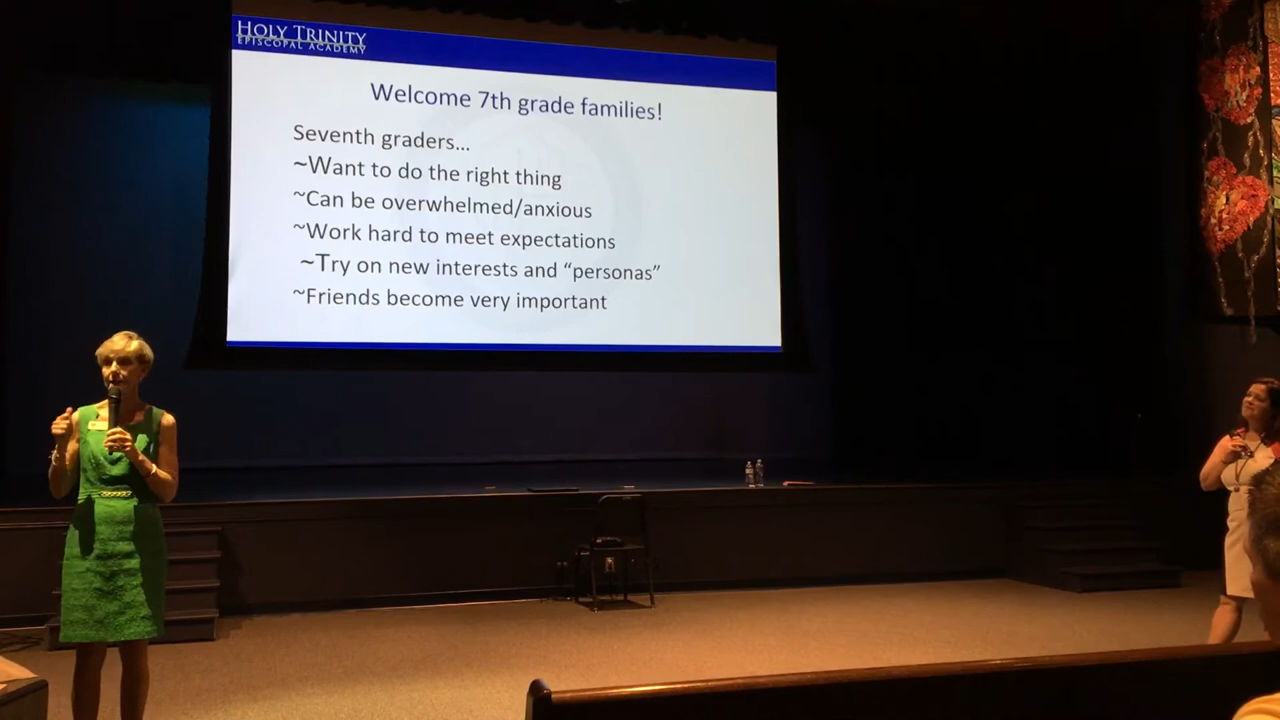 HOLY TRINITY
EPISCOPAL ACADEMY
Welcome 7th grade families!
Seventh graders…
~Want to do the right thing
~Can be overwhelmed/anxious
~Work hard to meet expectations
~Try on new interests and “personas”
~Friends become very important